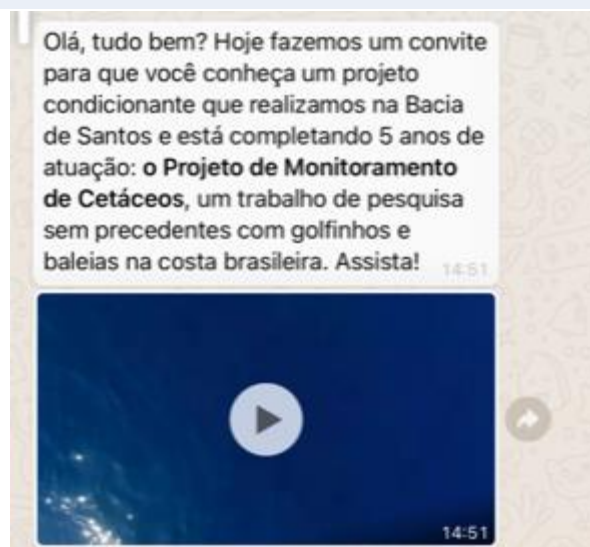 Olá, tudo bem? Hoje fazemos um convite
para que você conheça um projeto
condicionante que realizamos na Bacia
de Santos e está completando 5 anos de
atuação: o Projeto de Monitoramento
de Cetáceos, um trabalho de pesquisa
sem precedentes com golfinhos e
baleias na costa brasileira. Assista!
14:51
14:51